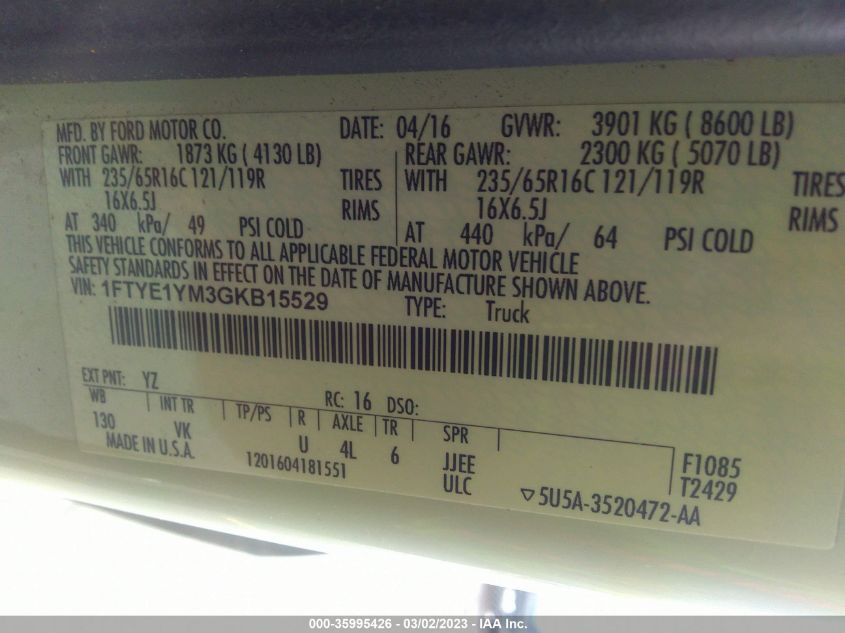 MFD. BY FORD MOTOR CO. DATE: 04/16 GVWR: 3901 KG ( 8600 LB)
FRONT GAWR: 1873 KG ( 4130 LB) REAR GAWR: 2300 KG ( 5070 LB)
WITH 235/65R16C 121/119R TIRES WITH 235/65R16C 121/119R TIRES
16X6.5J RIMS 16X6.5J RIMS
AT 340 kPa/ 49 PSI COLD AT 440 kPa/ 64 PSI COLD
THIS VEHICLE CONFORMS TO ALL APPLICABLE FEDERAL MOTOR VEHICLE
SAFETY STANDARDS IN EFFECT ON THE DATE OF MANUFACTURE SHOWN ABOVE.
VIN: 1FTYE1YM3GKB15529 TYPE: Truck
EXT PNT: YZ RC: 16 DSO:
WB INT TR TP/PS R AXLE TR SPR
130 VK U 4L 6 JJEE F1085
MADE IN U.S.A. 1201604181551 ULC T2429
▽5U5A-3520472-AA
000-35995426 - 03/02/2023 - IAA Inc.